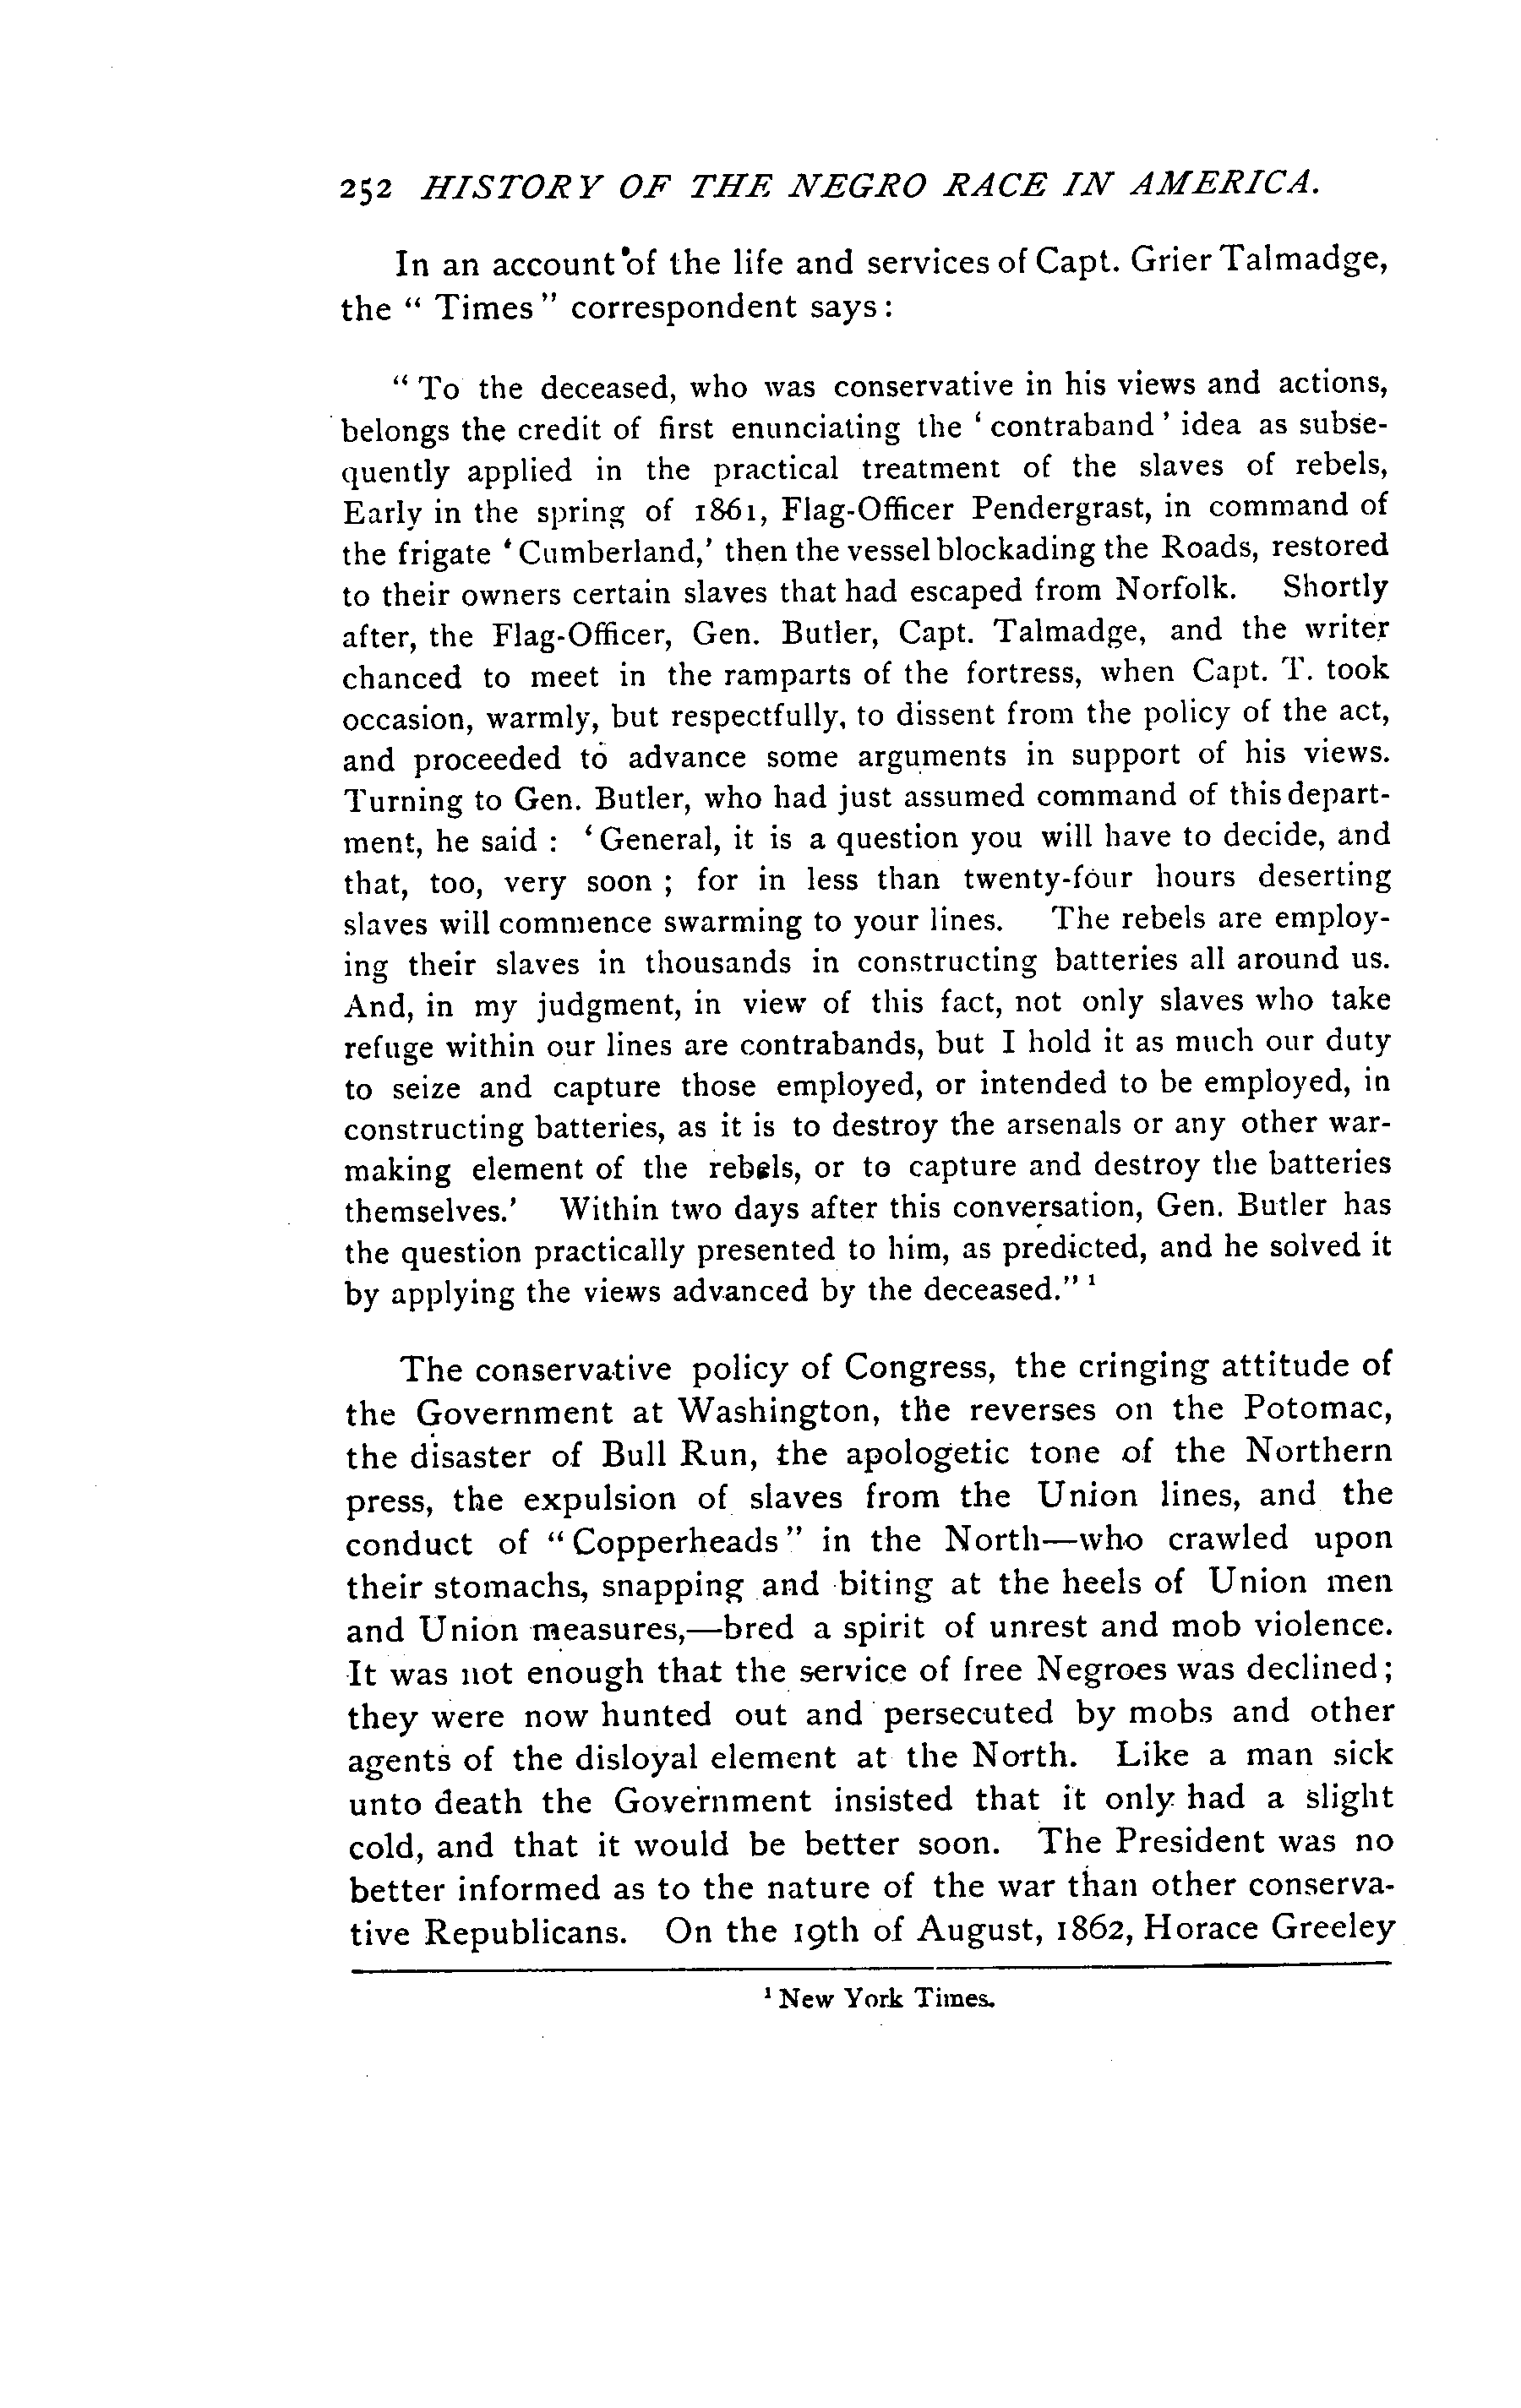 252 HISTORY OF THE NEGRO RACE IN AMERICA.
In an account of the life and services of Capt. Grier Talmadge,
the " Times" correspondent says:
" To the deceased, who was conservative in his views and actions,
belongs the credit of first enunciating the ' contraband' idea as subse-
quently applied in the practical treatment of the slaves of rebels,
Early in the spring of 1861, Flag-Officer Pendergrast, in command of
the frigate 'Cumberland,' then the vessel blockading the Roads, restored
to their owners certain slaves that had escaped from Norfolk. Shortly
after, the Flag-Officer, Gen. Butler, Capt. Talmadge, and the writer
chanced to meet in the ramparts of the fortress, when Capt. T. took
occasion, warmly, but respectfully, to dissent from the policy of the act,
and proceeded to advance some arguments in support of his views.
Turning to Gen. Butler, who had just assumed command of this depart-
ment, he said : 'General, it is a question you will have to decide, and
that, too, very soon ; for in less than twenty-four hours deserting
slaves will commence swarming to your lines. The rebels are employ-
ing their slaves in thousands in constructing batteries all around us.
And, in my judgment, in view of this fact, not only slaves who take
refuge within our lines are contrabands, but I hold it as much our duty
to seize and capture those employed, or intended to be employed, in
constructing batteries, as it is to destroy the arsenals or any other war-
making element of the rebels, or to capture and destroy the batteries
themselves.' Within two days after this conversation, Gen. Butler has
the question practically presented to him, as predicted, and he solved it
by applying the views advanced by the deceased." ¹
The conservative policy of Congress, the cringing attitude of
the Government at Washington, the reverses on the Potomac,
the disaster of Bull Run, the apologetic tone of the Northern
press, the expulsion of slaves from the Union lines, and the
conduct of "Copperheads" in the North—who crawled upon
their stomachs, snapping and biting at the heels of Union men
and Union measures,—bred a spirit of unrest and mob violence.
It was not enough that the service of free Negroes was declined;
they were now hunted out and persecuted by mobs and other
agents of the disloyal element at the North. Like a man sick
unto death the Government insisted that it only had a slight
cold, and that it would be better soon. The President was no
better informed as to the nature of the war than other conserva-
tive Republicans. On the 19th of August, 1862, Horace Greeley
¹ New York Times.